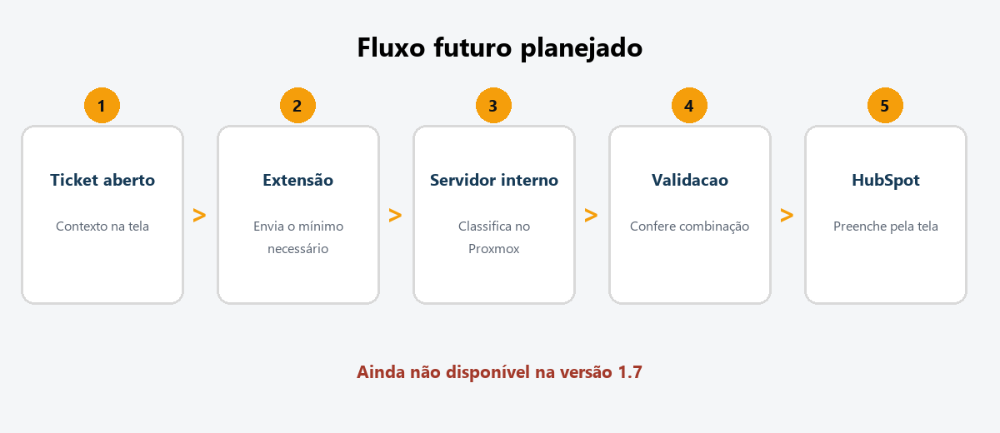 Fluxo futuro planejado
1
2
3
4
5
Ticket aberto
Contexto na tela
>
Extensão
Envia o mínimo
necessário
>
Servidor interno
Classifica no
Proxmox
>
Validacao
Confere combinação
>
HubSpot
Preenche pela tela
Ainda não disponível na versão 1.7